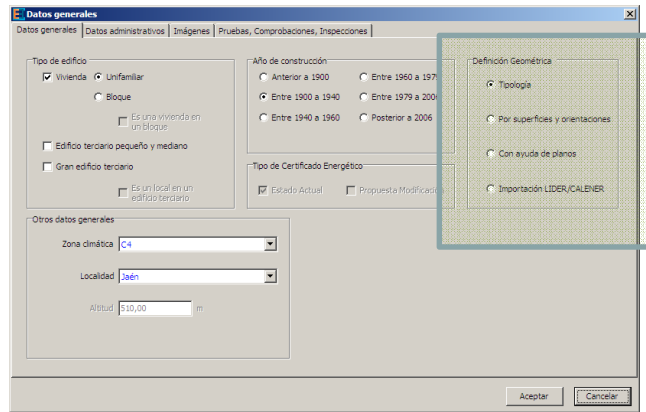 Datos generales
Datos generales Datos administrativos Imágenes Pruebas, Comprobaciones, Inspecciones
Tipo de edificio
Vivienda Unifamiliar
Bloque
Es una vivienda en
un bloque
Edificio terciario pequeño y mediano
Gran edificio terciario
Es un local en un
edificio terciario
Año de construcción
Anterior a 1900 Entre 1960 a 1979
Entre 1900 a 1940 Entre 1979 a 2006
Entre 1940 a 1960 Posterior a 2006
Tipo de Certificado Energético
Estado Actual Propuesta Modificación
Definición Geométrica
Tipología
Por superficies y orientaciones
Con ayuda de planos
Importación LIDER/CALENER
Otros datos generales
Zona climática C4
Localidad Jaén
Altitud 510,00 m
Aceptar Cancelar